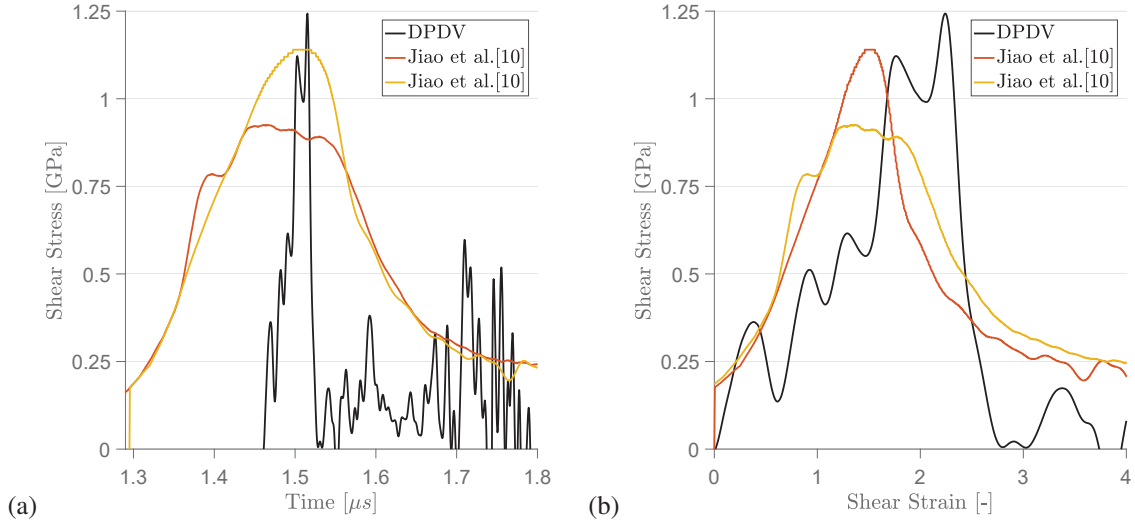 1.25
1
0.75
0.5
0.25
0
Shear Stress [GPa]
DPDV
Jiao et al.[10]
Jiao et al.[10]
1.3
1.4
1.5
1.6
1.7
1.8
Time [μs]
(a)
1.25
1
0.75
0.5
0.25
0
Shear Stress [GPa]
DPDV
Jiao et al.[10]
Jiao et al.[10]
0
1
2
3
4
Shear Strain [-]
(b)